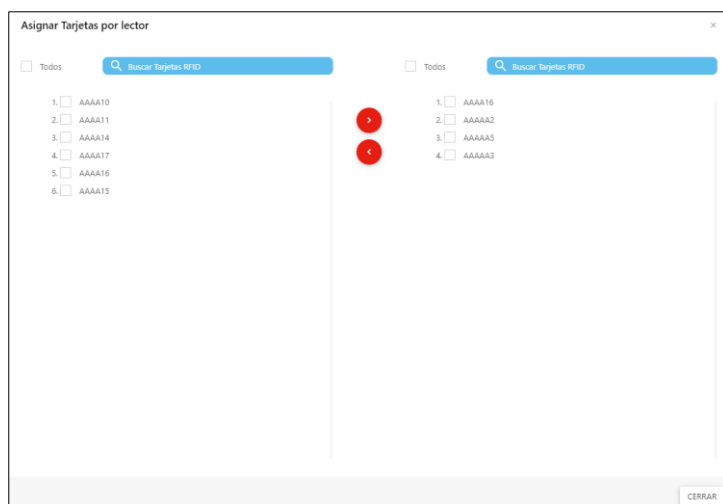 Asignar Tarjetas por lector ×
Todos Buscar Tarjetas RFID
1. AAAA10
2. AAAA11
3. AAAA14
4. AAAA17
5. AAAA16
6. AAAA15
Todos Buscar Tarjetas RFID
1. AAAA16
2. AAAAA2
3. AAAAA5
4. AAAAA3
CERRAR